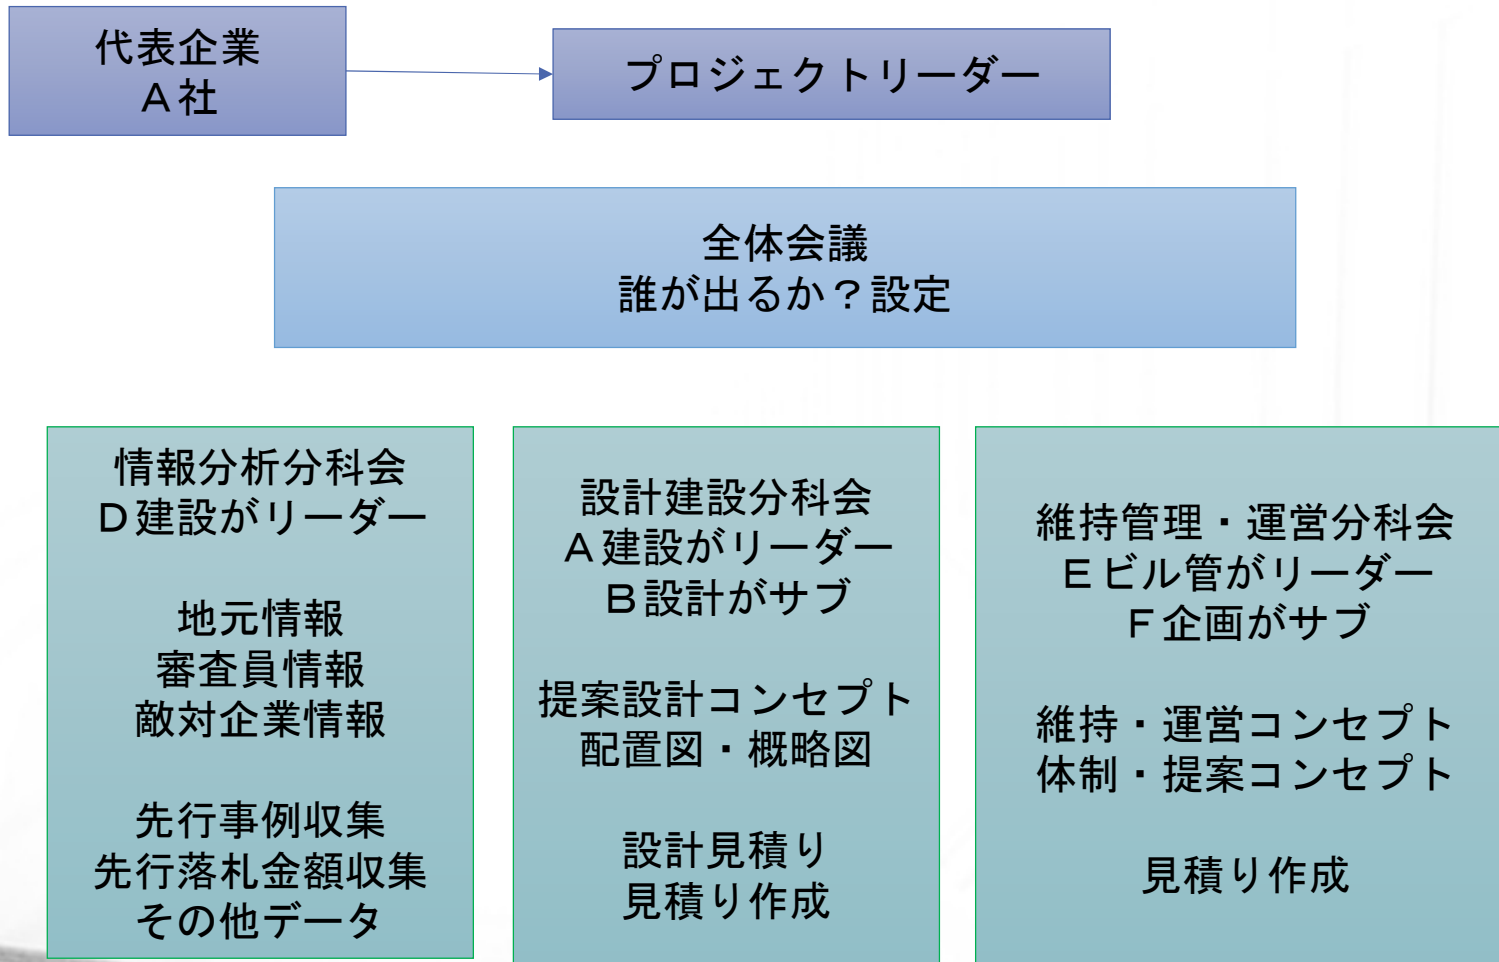 代表企業
Ａ社
プロジェクトリーダー
全体会議
誰が出るか？設定
情報分析分科会
Ｄ建設がリーダー
地元情報
審査員情報
敵対企業情報
先行事例収集
先行落札金額収集
その他データ
設計建設分科会
Ａ建設がリーダー
Ｂ設計がサブ
提案設計コンセプト
配置図・概略図
設計見積り
見積り作成
維持管理・運営分科会
Ｅビル管がリーダー
Ｆ企画がサブ
維持・運営コンセプト
体制・提案コンセプト
見積り作成